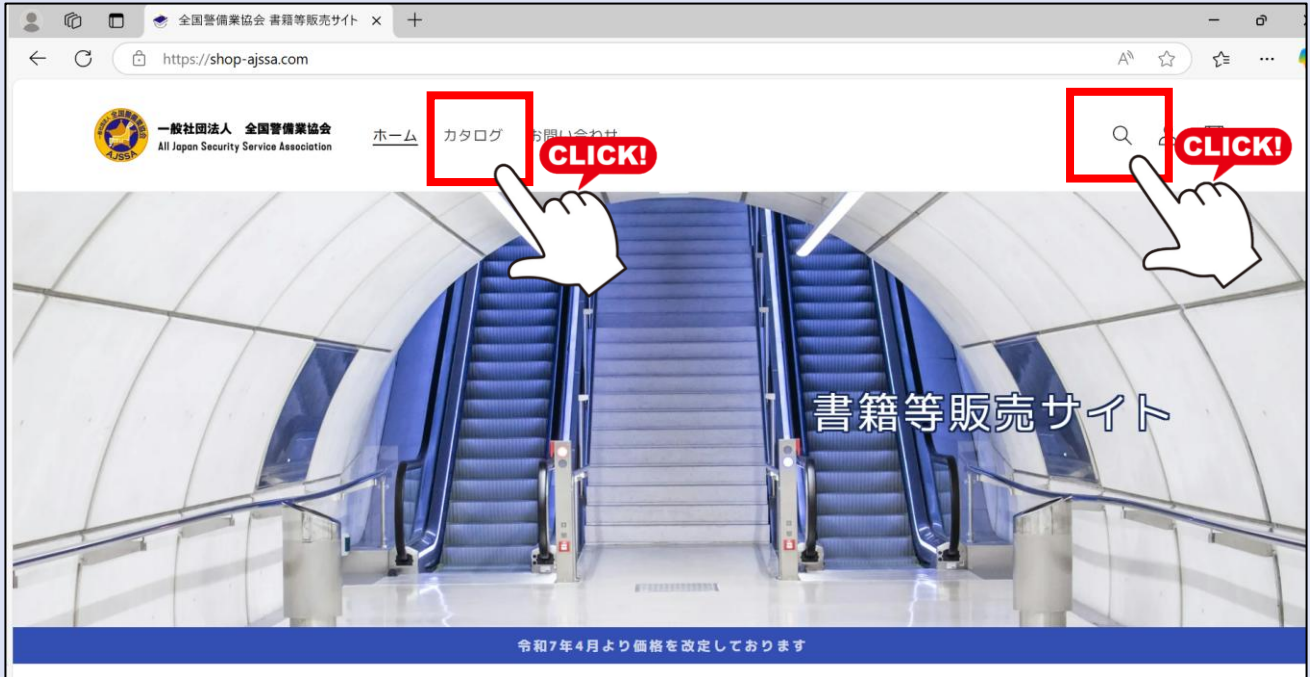 全国警備業協会 書籍等販売サイト
https://shop-ajssa.com
一般社団法人 全国警備業協会
All Japan Security Service Association
AJSSA
ホーム カタログ お問い合わせ
CLICK!
CLICK!
書籍等販売サイト
令和7年4月より価格を改定しております